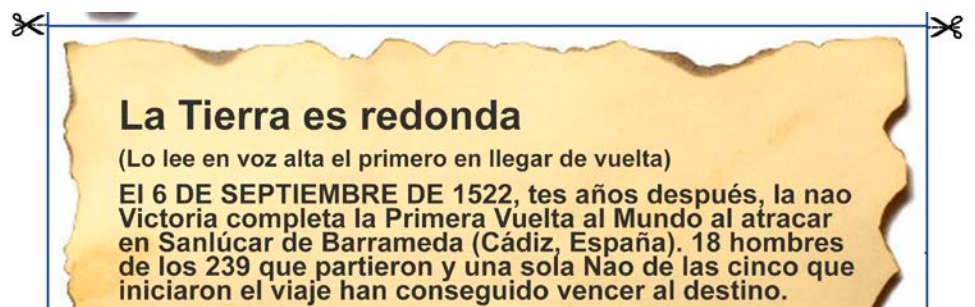 La Tierra es redonda
(Lo lee en voz alta el primero en llegar de vuelta)
El 6 DE SEPTIEMBRE DE 1522, tes años después, la nao
Victoria completa la Primera Vuelta al Mundo al atracar
en Sanlúcar de Barrameda (Cádiz, España). 18 hombres
de los 239 que partieron y una sola Nao de las cinco que
iniciaron el viaje han conseguido vencer al destino.